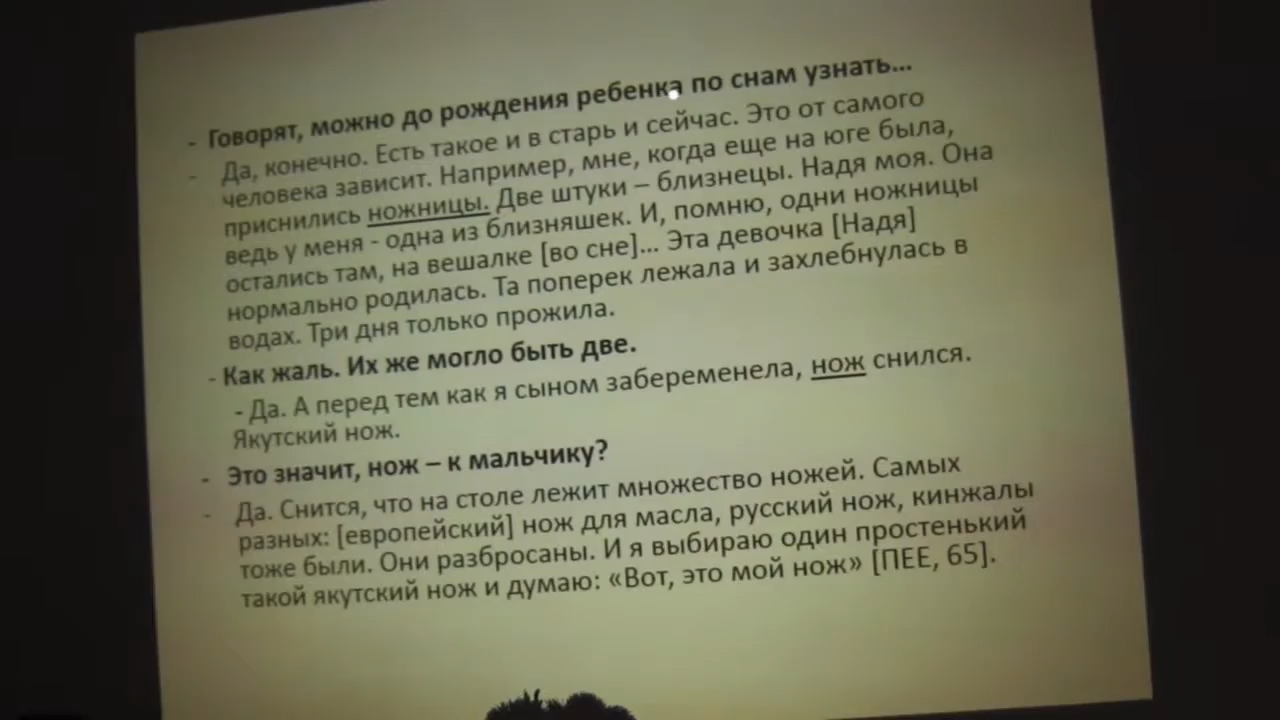 - Говорят, можно до рождения ребенка по снам узнать…
- Да, конечно. Есть такое и в старь и сейчас. Это от самого
человека зависит. Например, мне, когда еще на юге была,
приснились ножницы. Две штуки – близнецы. Надя моя. Она
ведь у меня - одна из близняшек. И, помню, одни ножницы
остались там, на вешалке [во сне]… Эта девочка [Надя]
нормально родилась. Та поперек лежала и захлебнулась в
водах. Три дня только прожила.
- Как жаль. Их же могло быть две.
- Да. А перед тем как я сыном забеременела, нож снился.
Якутский нож.
- Это значит, нож – к мальчику?
- Да. Снится, что на столе лежит множество ножей. Самых
разных: [европейский] нож для масла, русский нож, кинжалы
тоже были. Они разбросаны. И я выбираю один простенький
такой якутский нож и думаю: «Вот, это мой нож» [ПЕЕ, 65].